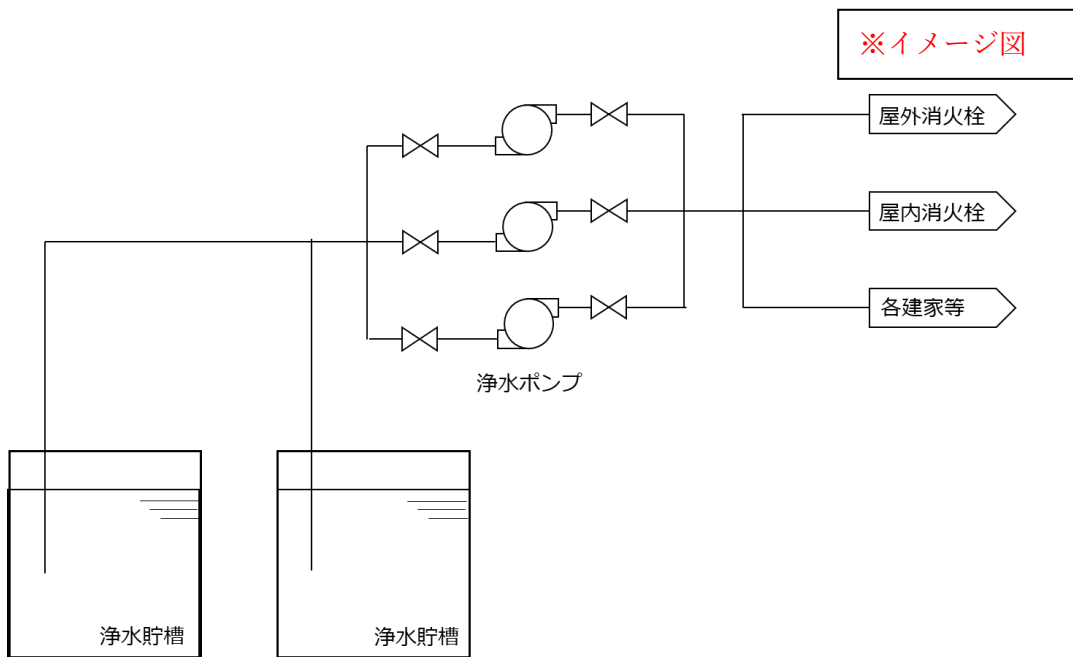 ※イメージ図
屋外消火栓
屋内消火栓
各建家等
浄水ポンプ
浄水貯槽
浄水貯槽